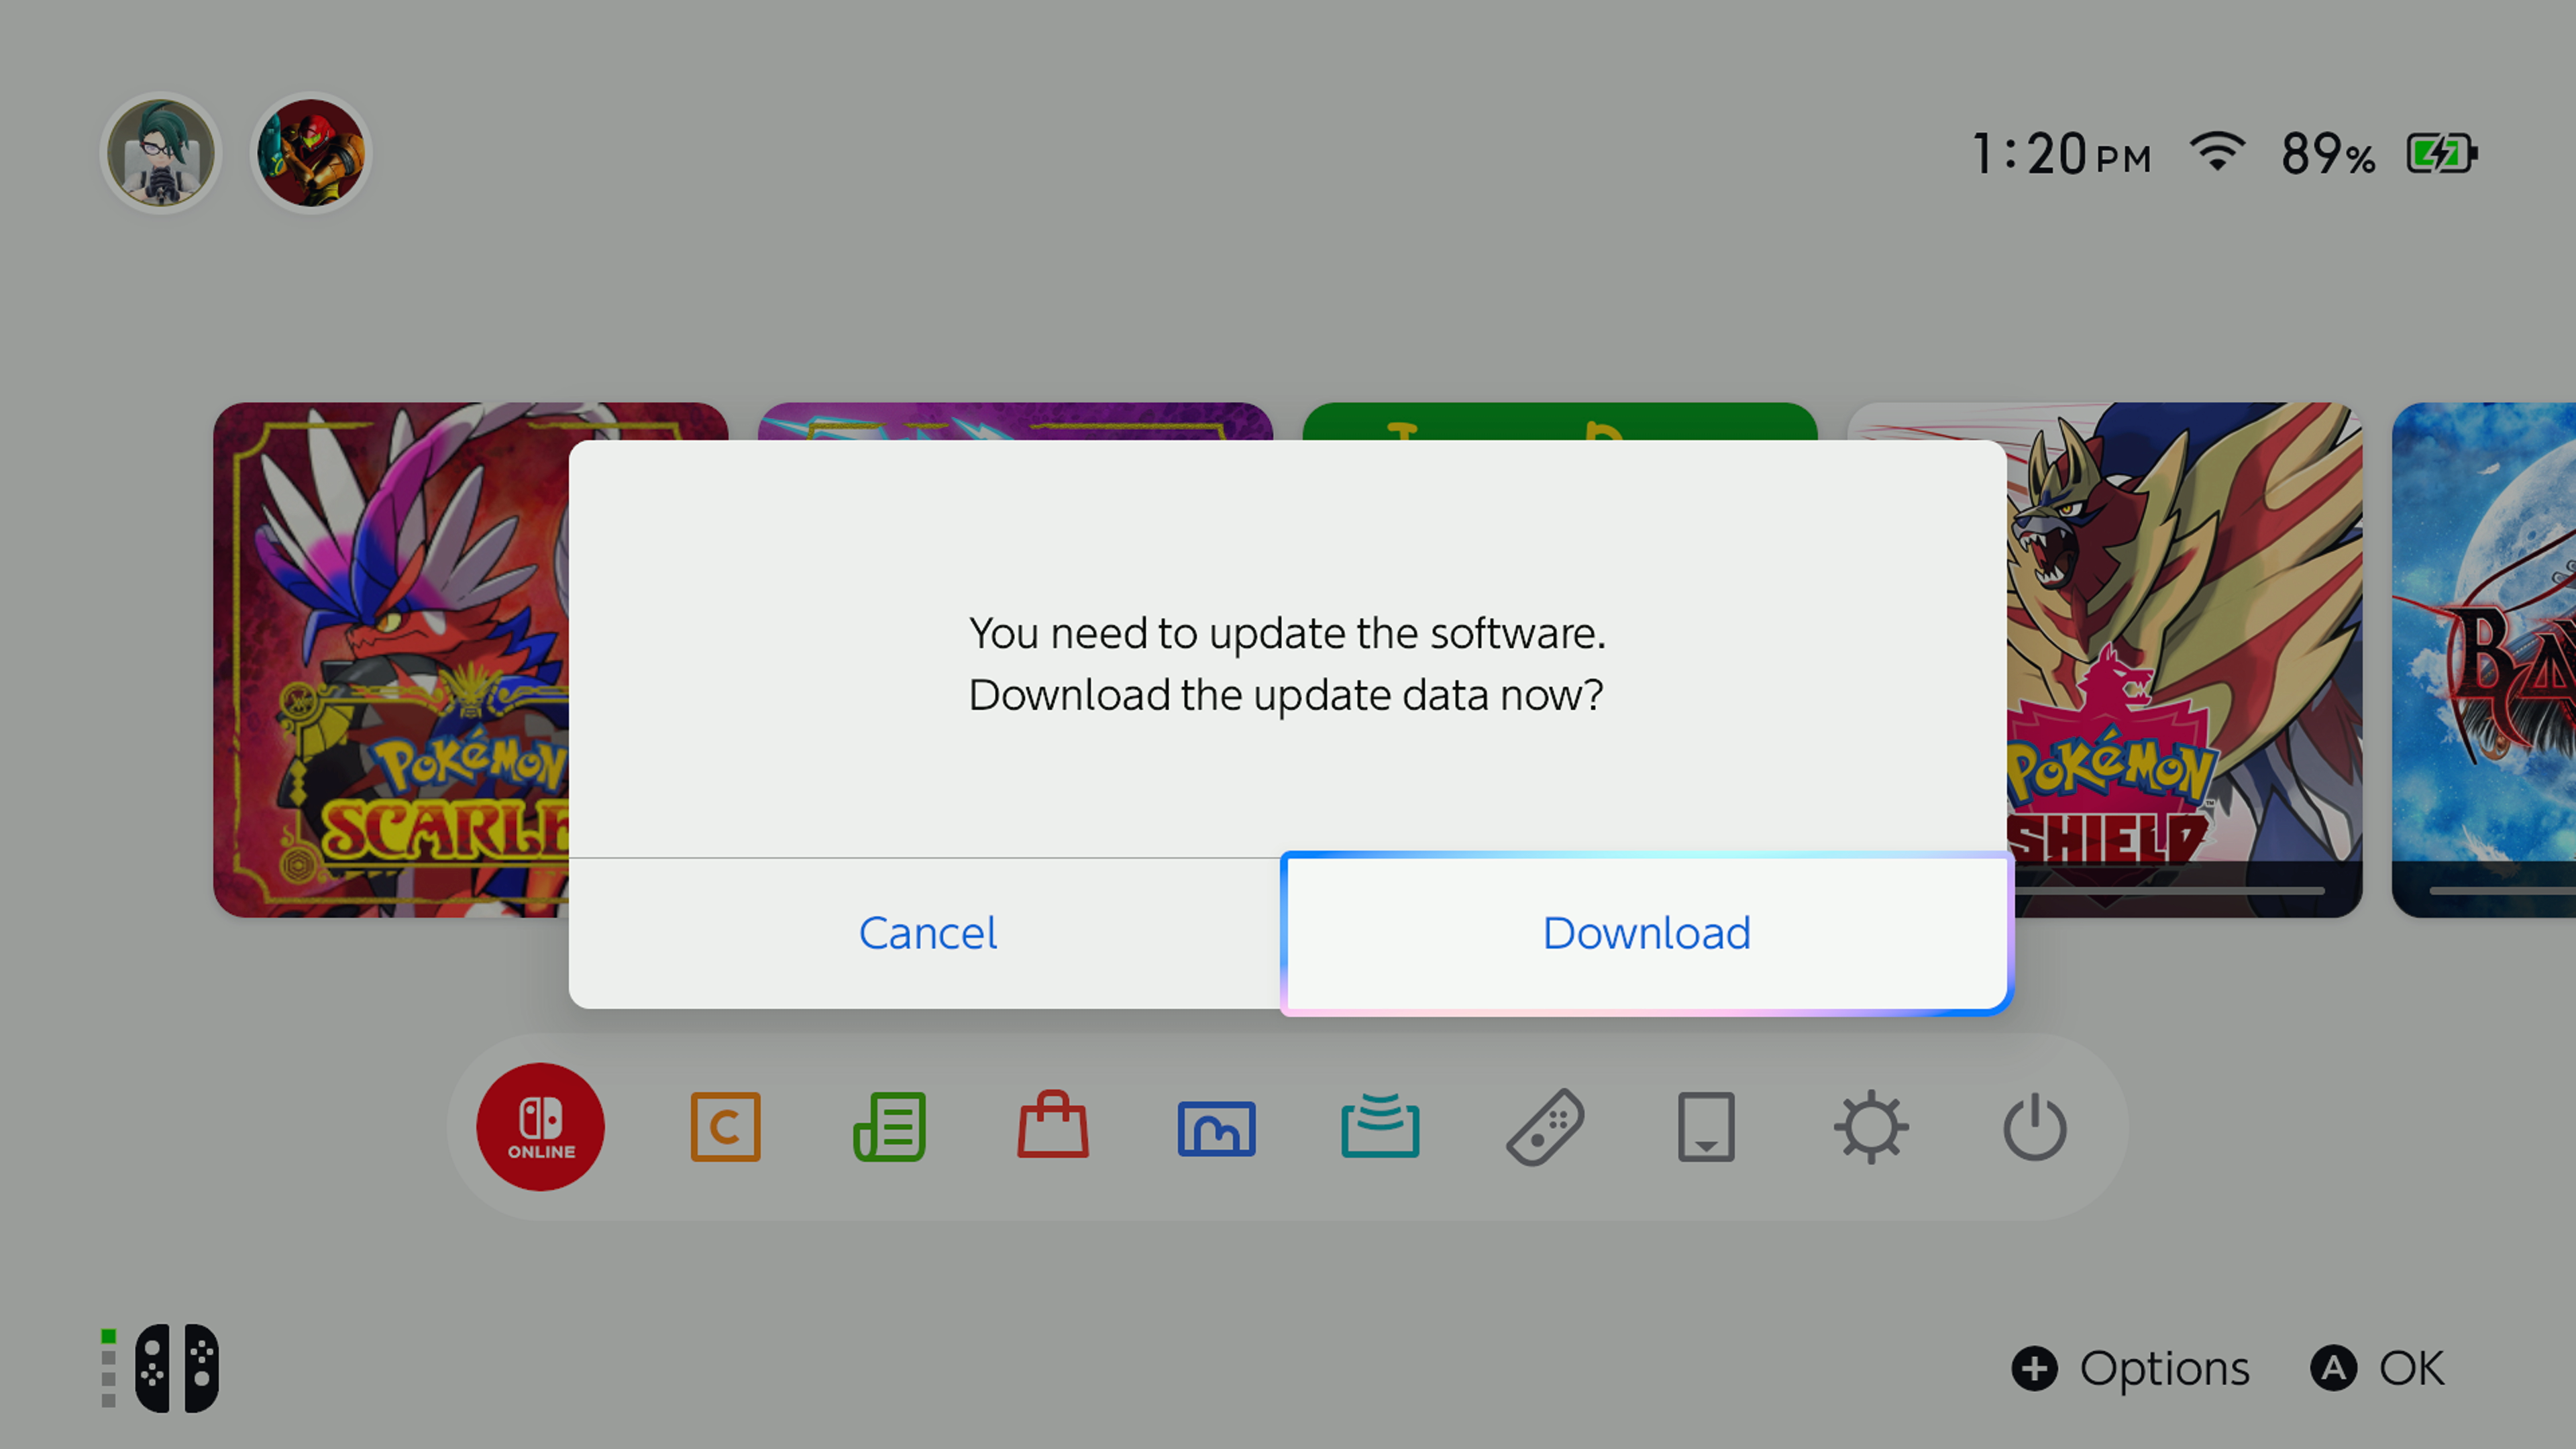 1:20 PM 89%
You need to update the software.
Download the update data now?
POKÉMON
POKÉMON
SHIELD
Cancel
Download
ONLINE
C
Options
A OK